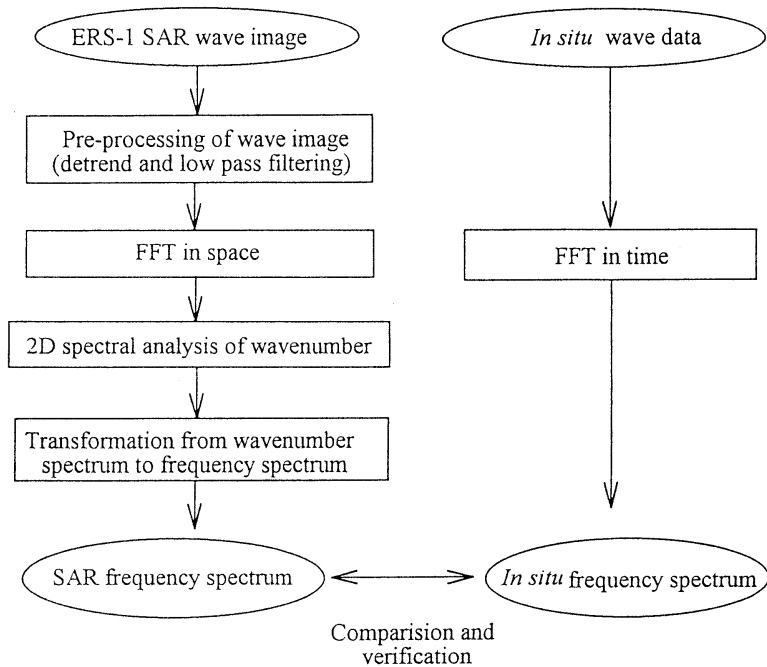 ERS-1 SAR wave image
In situ wave data
Pre-processing of wave image
(detrend and low pass filtering)
FFT in space
FFT in time
2D spectral analysis of wavenumber
Transformation from wavenumber
spectrum to frequency spectrum
SAR frequency spectrum
In situ frequency spectrum
Comparision and
verification